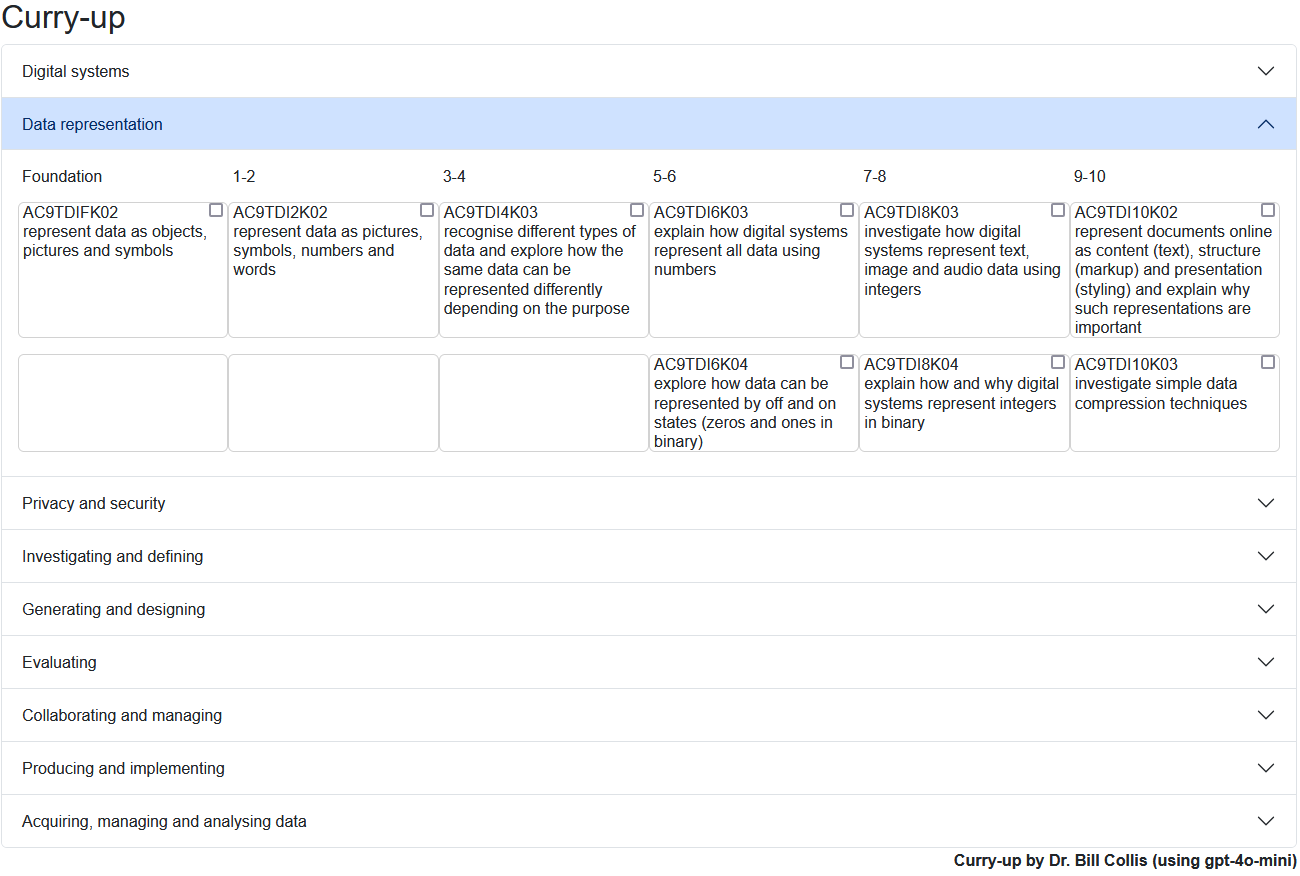 Curry-up
Digital systems
Data representation
Foundation
1-2
3-4
5-6
7-8
9-10
AC9TDIFK02
represent data as objects,
pictures and symbols
AC9TDI2K02
represent data as pictures,
symbols, numbers and
words
AC9TDI4K03
recognise different types of
data and explore how the
same data can be
represented differently
depending on the purpose
AC9TDI6K03
explain how digital systems
represent all data using
numbers
AC9TDI8K03
investigate how digital
systems represent text,
image and audio data using
integers
AC9TDI10K02
represent documents online
as content (text), structure
(markup) and presentation
(styling) and explain why
such representations are
important
AC9TDI6K04
explore how data can be
represented by off and on
states (zeros and ones in
binary)
AC9TDI8K04
explain how and why digital
systems represent integers
in binary
AC9TDI10K03
investigate simple data
compression techniques
Privacy and security
Investigating and defining
Generating and designing
Evaluating
Collaborating and managing
Producing and implementing
Acquiring, managing and analysing data
Curry-up by Dr. Bill Collis (using gpt-4o-mini)